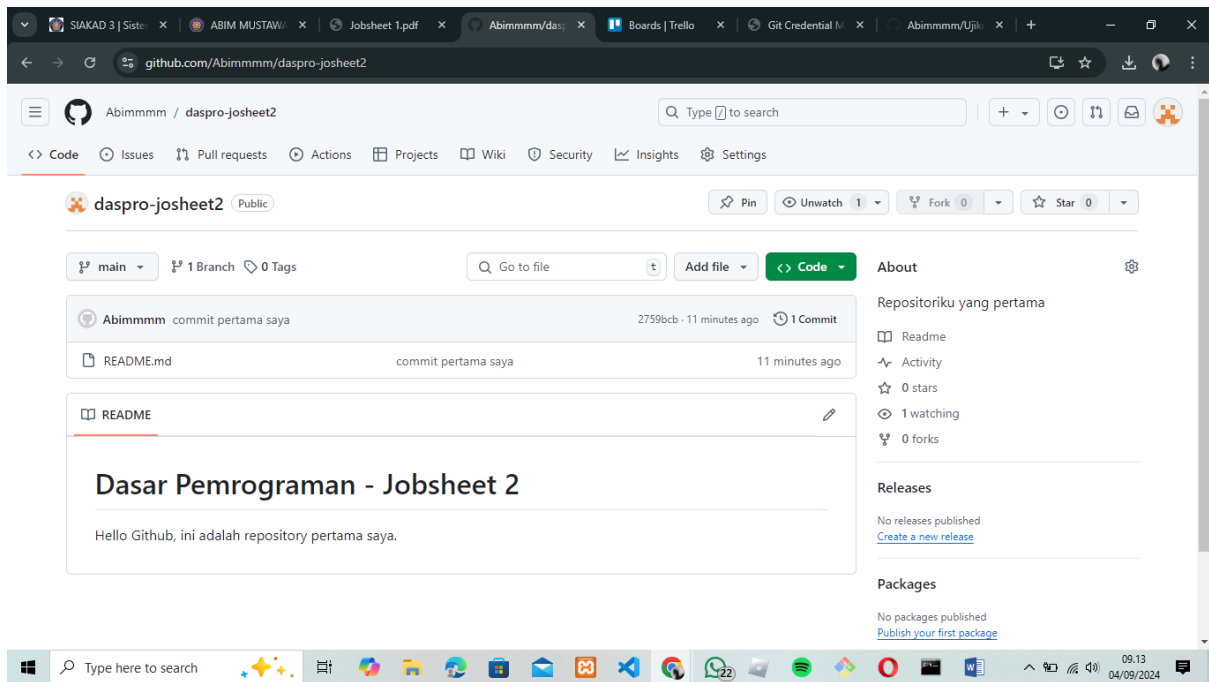 SIAKAD 3 | Siste ABIM MUSTAWA Jobsheet 1.pdf Abimmmm/dasp Boards | Trello Git Credential M Abimmmm/Ujik
github.com/Abimmmm/daspro-josheet2
Abimmmm / daspro-josheet2 Type / to search
Code Issues Pull requests Actions Projects Wiki Security Insights Settings
daspro-josheet2 Public Pin Unwatch 1 Fork 0 Star 0
main 1 Branch 0 Tags Go to file t Add file Code About
Repositoriku yang pertama
Abimmmm commit pertama saya 2759bcb · 11 minutes ago 1 Commit
Readme
README.md commit pertama saya 11 minutes ago
Activity
0 stars
README
1 watching
0 forks
Dasar Pemrograman - Jobsheet 2
Releases
Hello Github, ini adalah repository pertama saya.
No releases published
Create a new release
Packages
No packages published
Publish your first package
Type here to search 22 09.13
04/09/2024